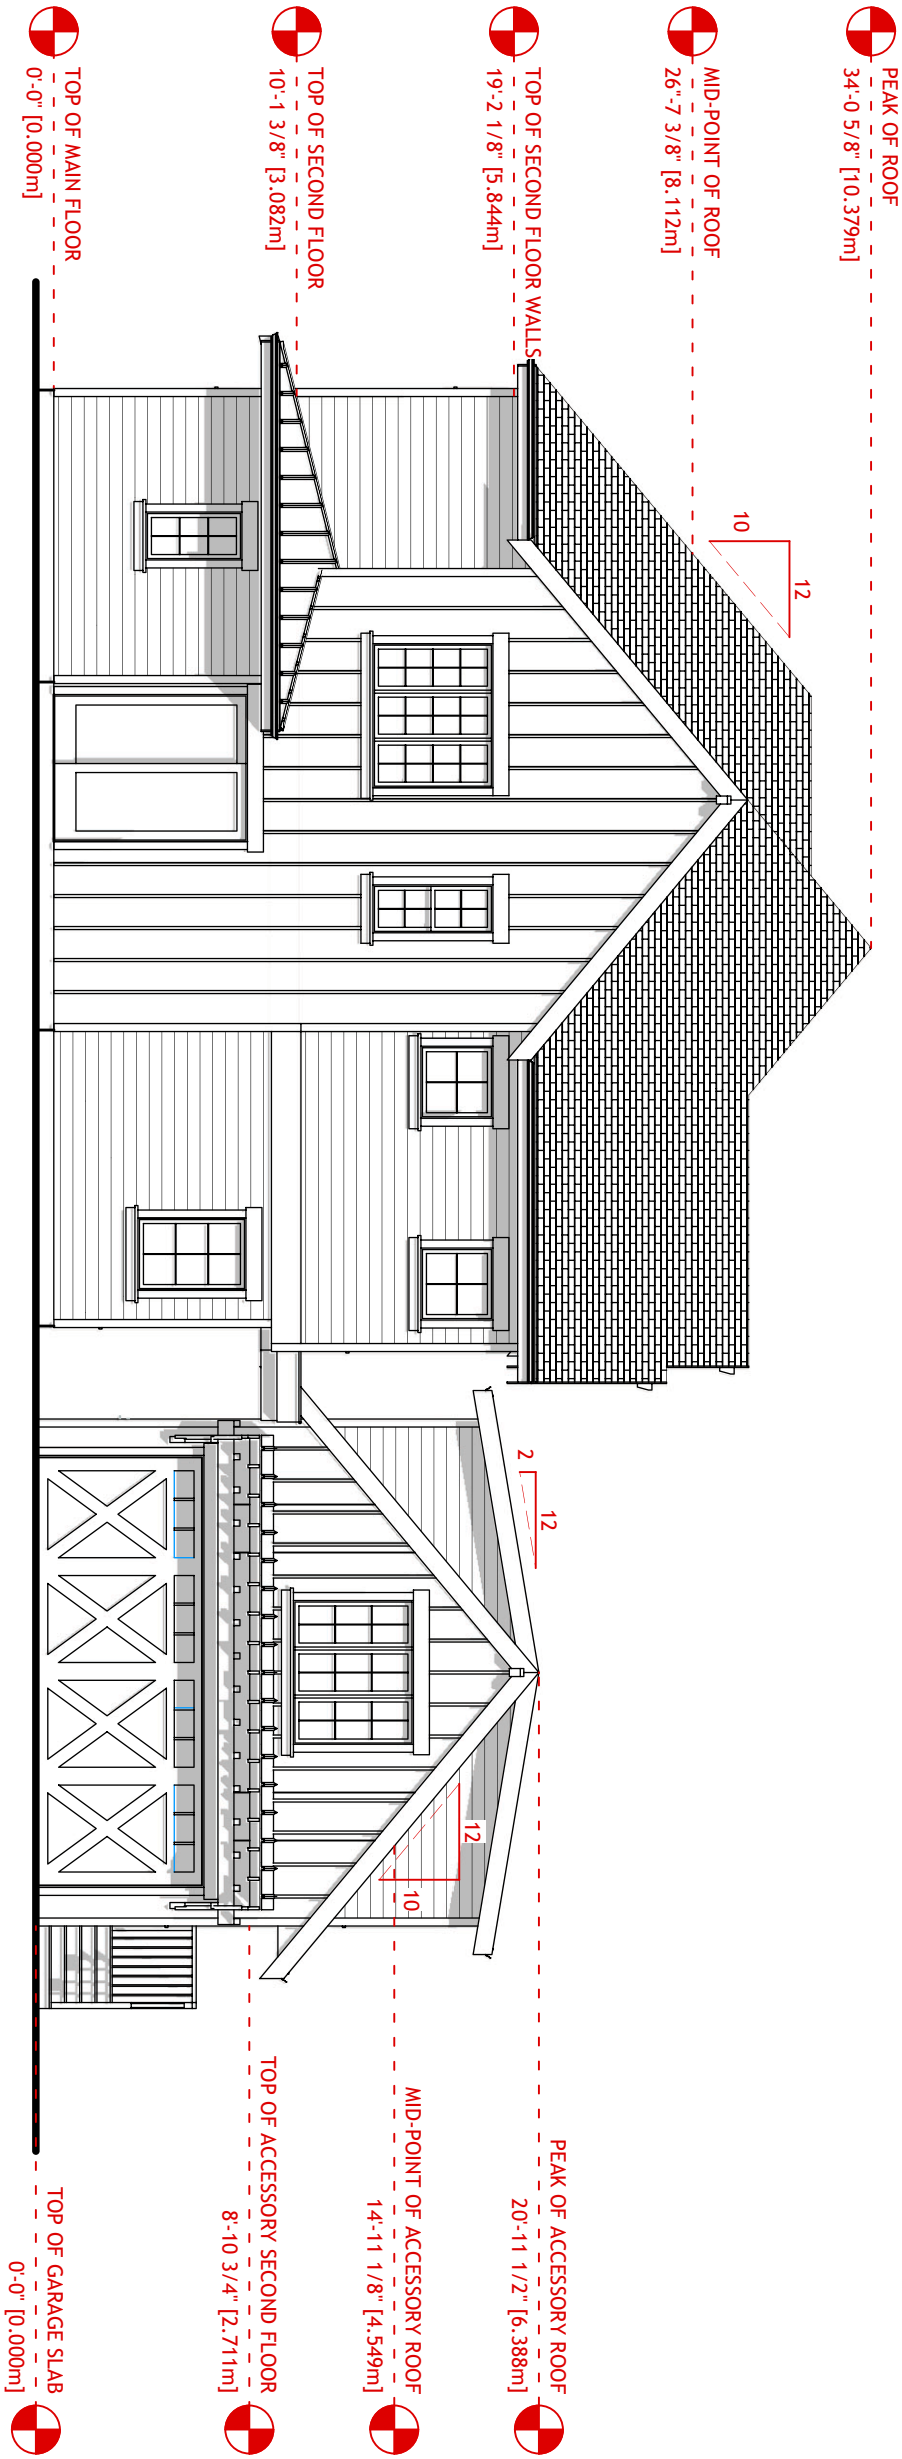 PEAK OF ROOF
34'-0 5/8" [10.379m]
MID-POINT OF ROOF
26"-7 3/8" [8.112m]
TOP OF SECOND FLOOR WALLS
19'-2 1/8" [5.844m]
TOP OF SECOND FLOOR
10'-1 3/8" [3.082m]
TOP OF MAIN FLOOR
0'-0" [0.000m]
12
10
12
2
12
10
PEAK OF ACCESSORY ROOF
20'-11 1/2" [6.388m]
MID-POINT OF ACCESSORY ROOF
14'-11 1/8" [4.549m]
TOP OF ACCESSORY SECOND FLOOR
8'-10 3/4" [2.711m]
TOP OF GARAGE SLAB
0'-0" [0.000m]